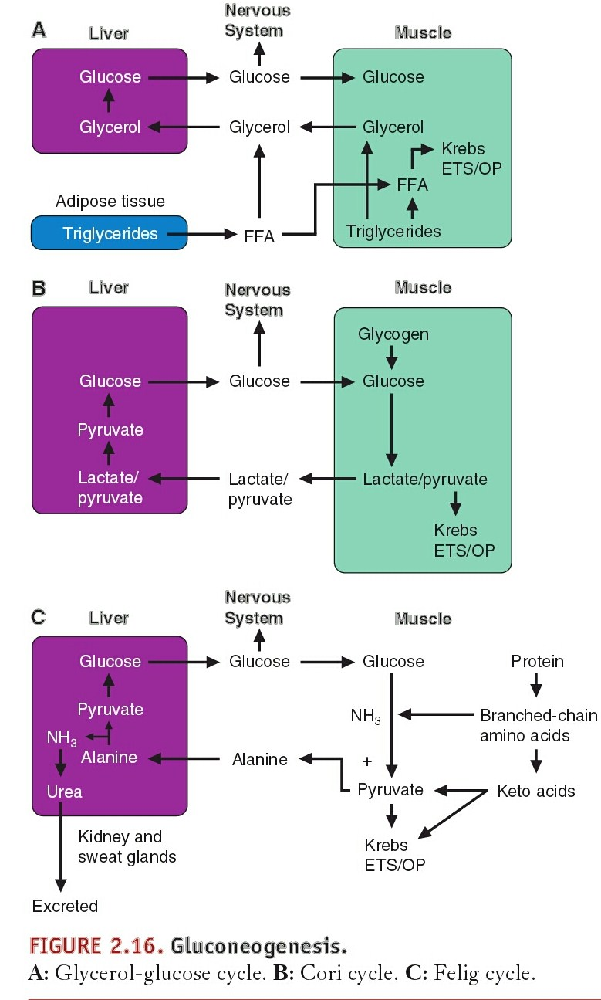 Nervous
A Liver System Muscle
Glucose Glucose Glucose
Glycerol Glycerol Glycerol
Krebs
ETS/OP
FFA
Adipose tissue
Triglycerides FFA Triglycerides
B Liver Nervous Muscle
System
Glycogen
Glucose Glucose Glucose
Pyruvate
Lactate/ Lactate/ Lactate/pyruvate
pyruvate pyruvate
Krebs
ETS/OP
Nervous
C Liver System Muscle
Glucose Glucose Glucose Protein
Pyruvate
NH3 Branched-chain
amino acids
NH3
Alanine Alanine +
Urea Pyruvate Keto acids
Kidney and
sweat glands
Krebs
ETS/OP
Excreted
FIGURE 2.16. Gluconeogenesis.
A: Glycerol-glucose cycle. B: Cori cycle. C: Felig cycle.